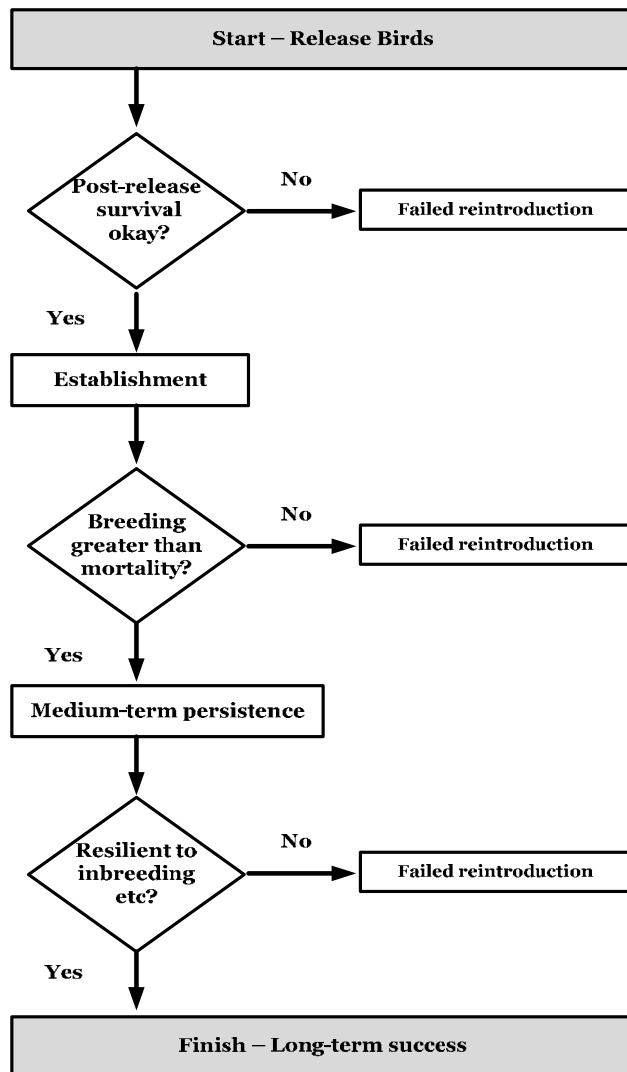 Start – Release Birds
Post-release
survival
okay?
No
Failed reintroduction
Yes
Establishment
Breeding
greater than
mortality?
No
Failed reintroduction
Yes
Medium-term persistence
Resilient to
inbreeding
etc?
No
Failed reintroduction
Yes
Finish – Long-term success